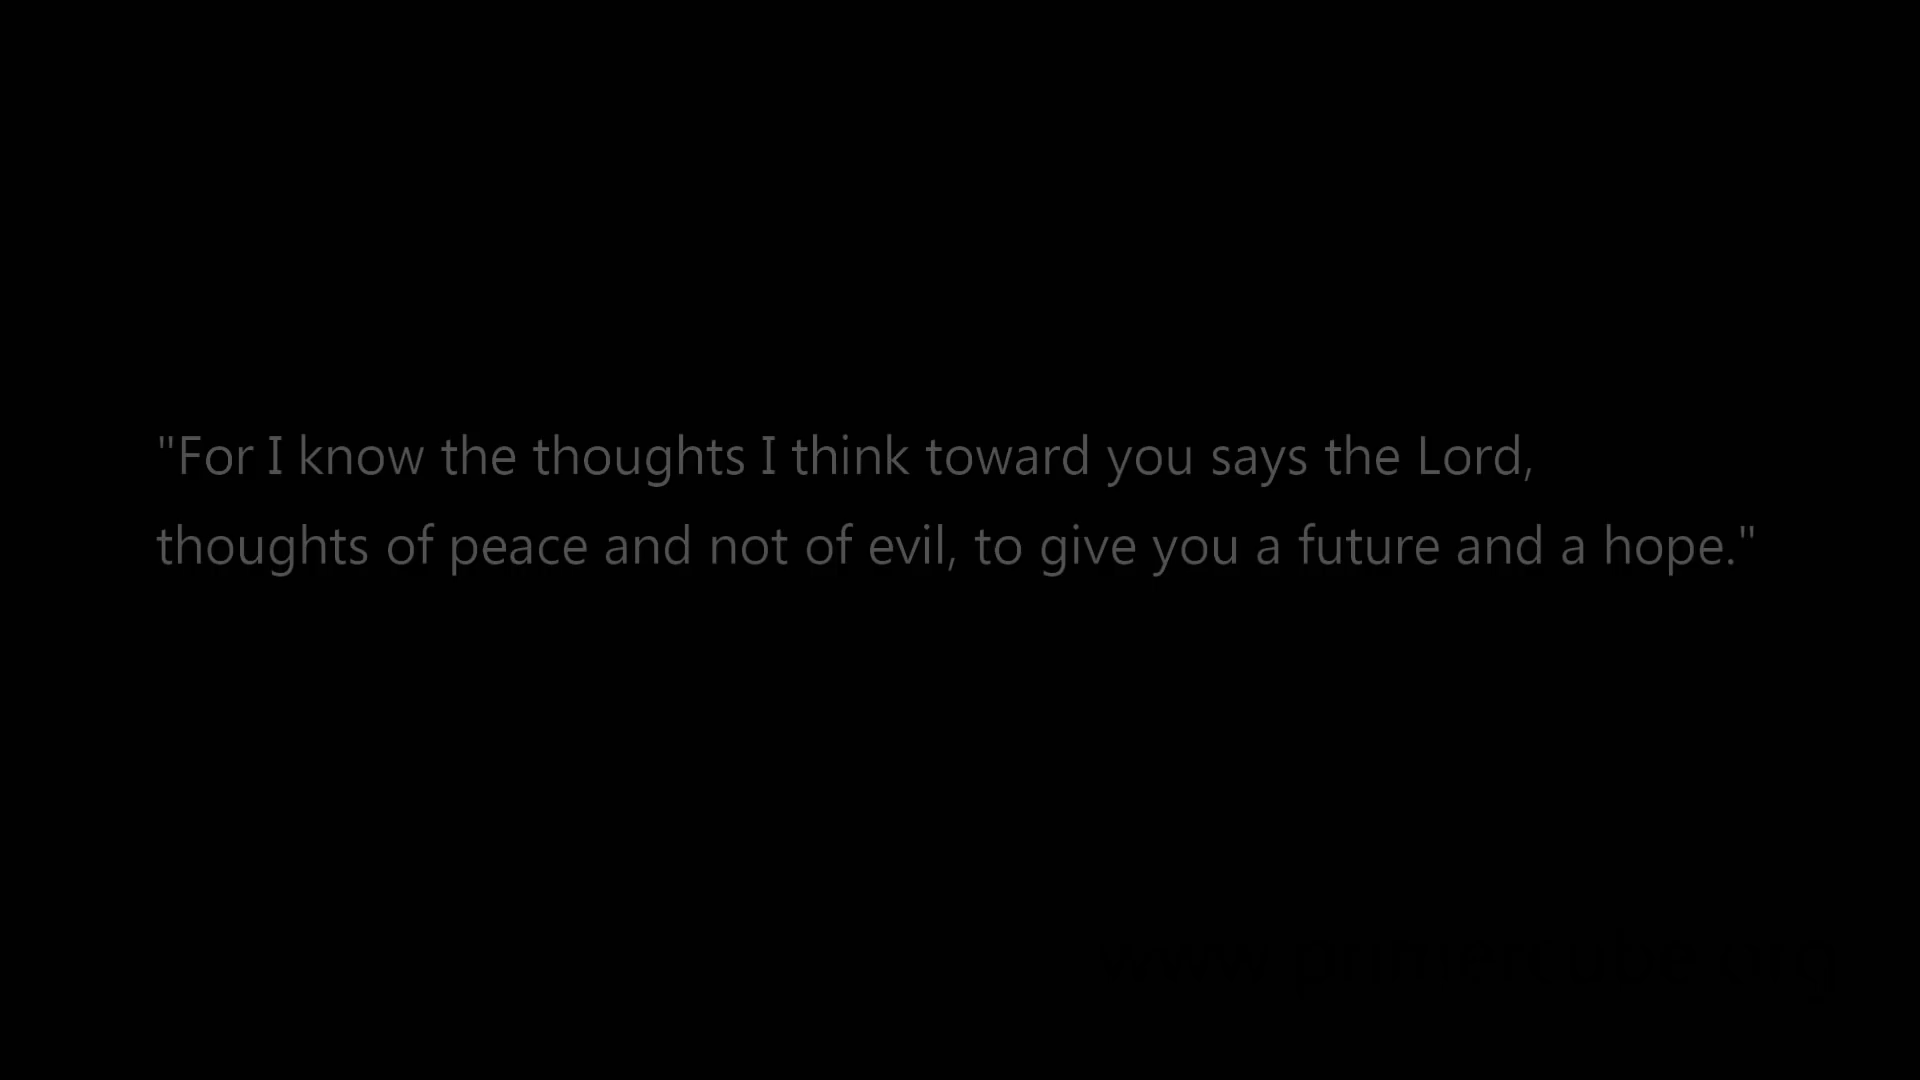 "For I know the thoughts I think toward you says the Lord,
thoughts of peace and not of evil, to give you a future and a hope."